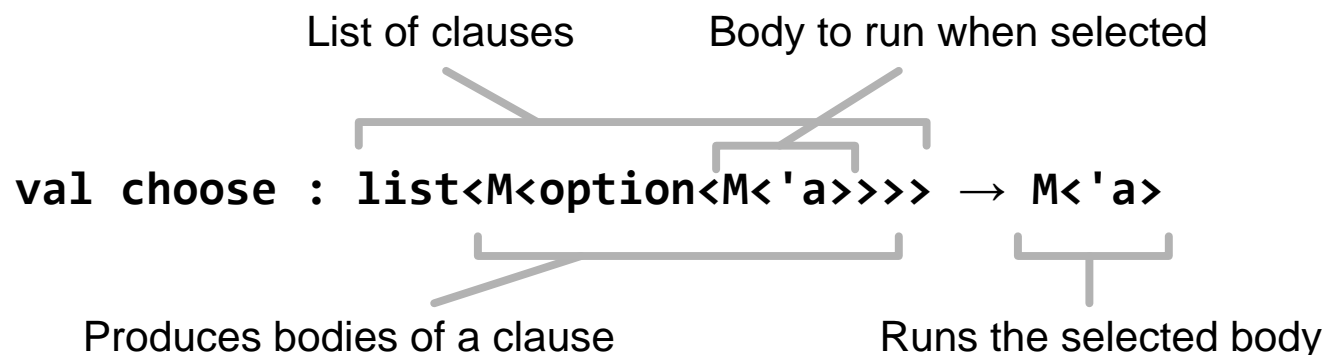 List of clauses Body to run when selected
val choose : list<M<option<M<'a>>>> → M<'a>
Produces bodies of a clause Runs the selected body